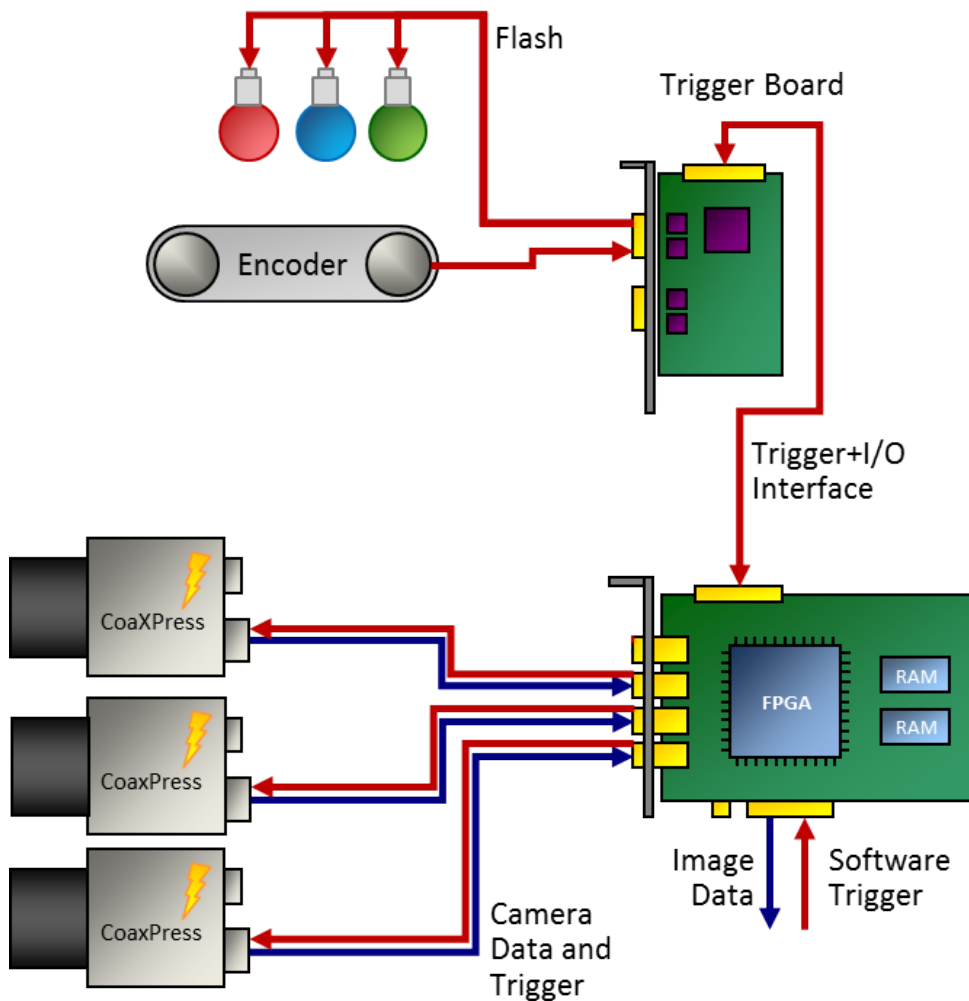 Flash
Trigger Board
Encoder
Trigger+I/O
Interface
CoaXPress
FPGA
RAM
RAM
CoaxPress
CoaxPress
Image
Data
Software
Trigger
Camera
Data and
Trigger